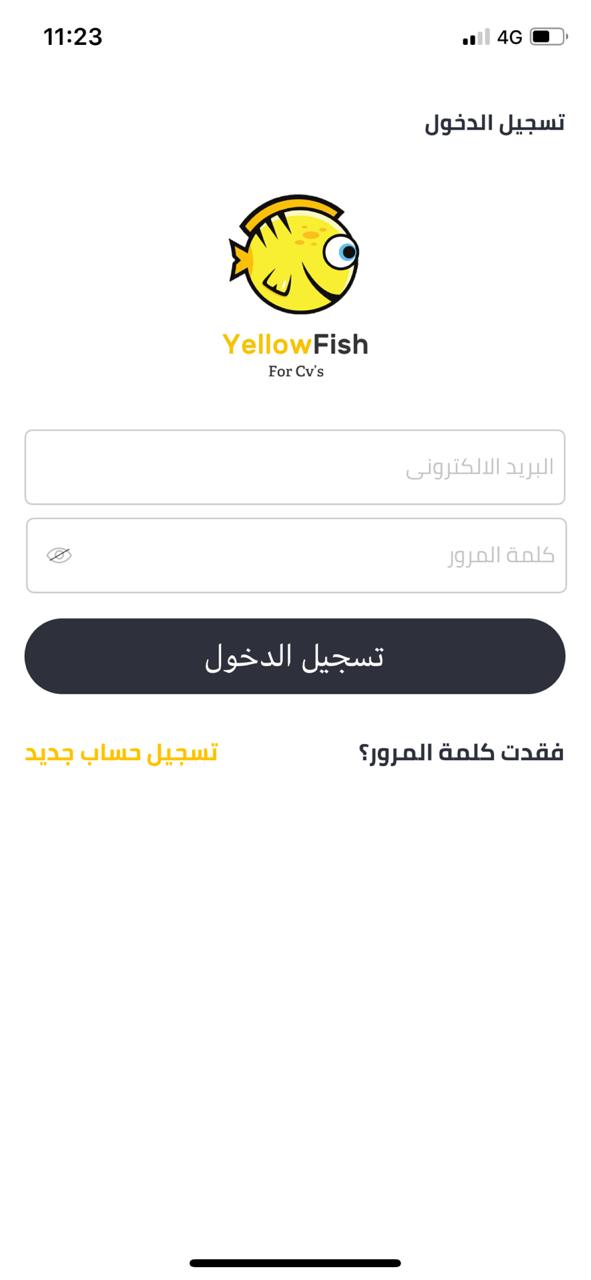 11:23
4G
تسجيل الدخول
YellowFish
For Cv's
البريد الالكترونى
كلمة المرور
تسجيل الدخول
فقدت كلمة المرور؟
تسجيل حساب جديد